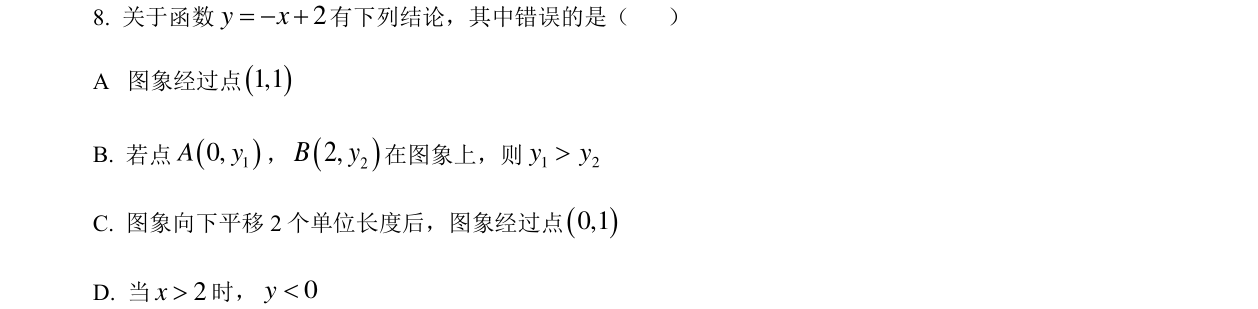 8. 关于函数 y = −x + 2 有下列结论，其中错误的是（　　）
A 图象经过点 (1,1)
B. 若点 A(0, y₁)，B(2, y₂) 在图象上，则 y₁ > y₂
C. 图象向下平移 2 个单位长度后，图象经过点 (0,1)
D. 当 x > 2 时，y < 0